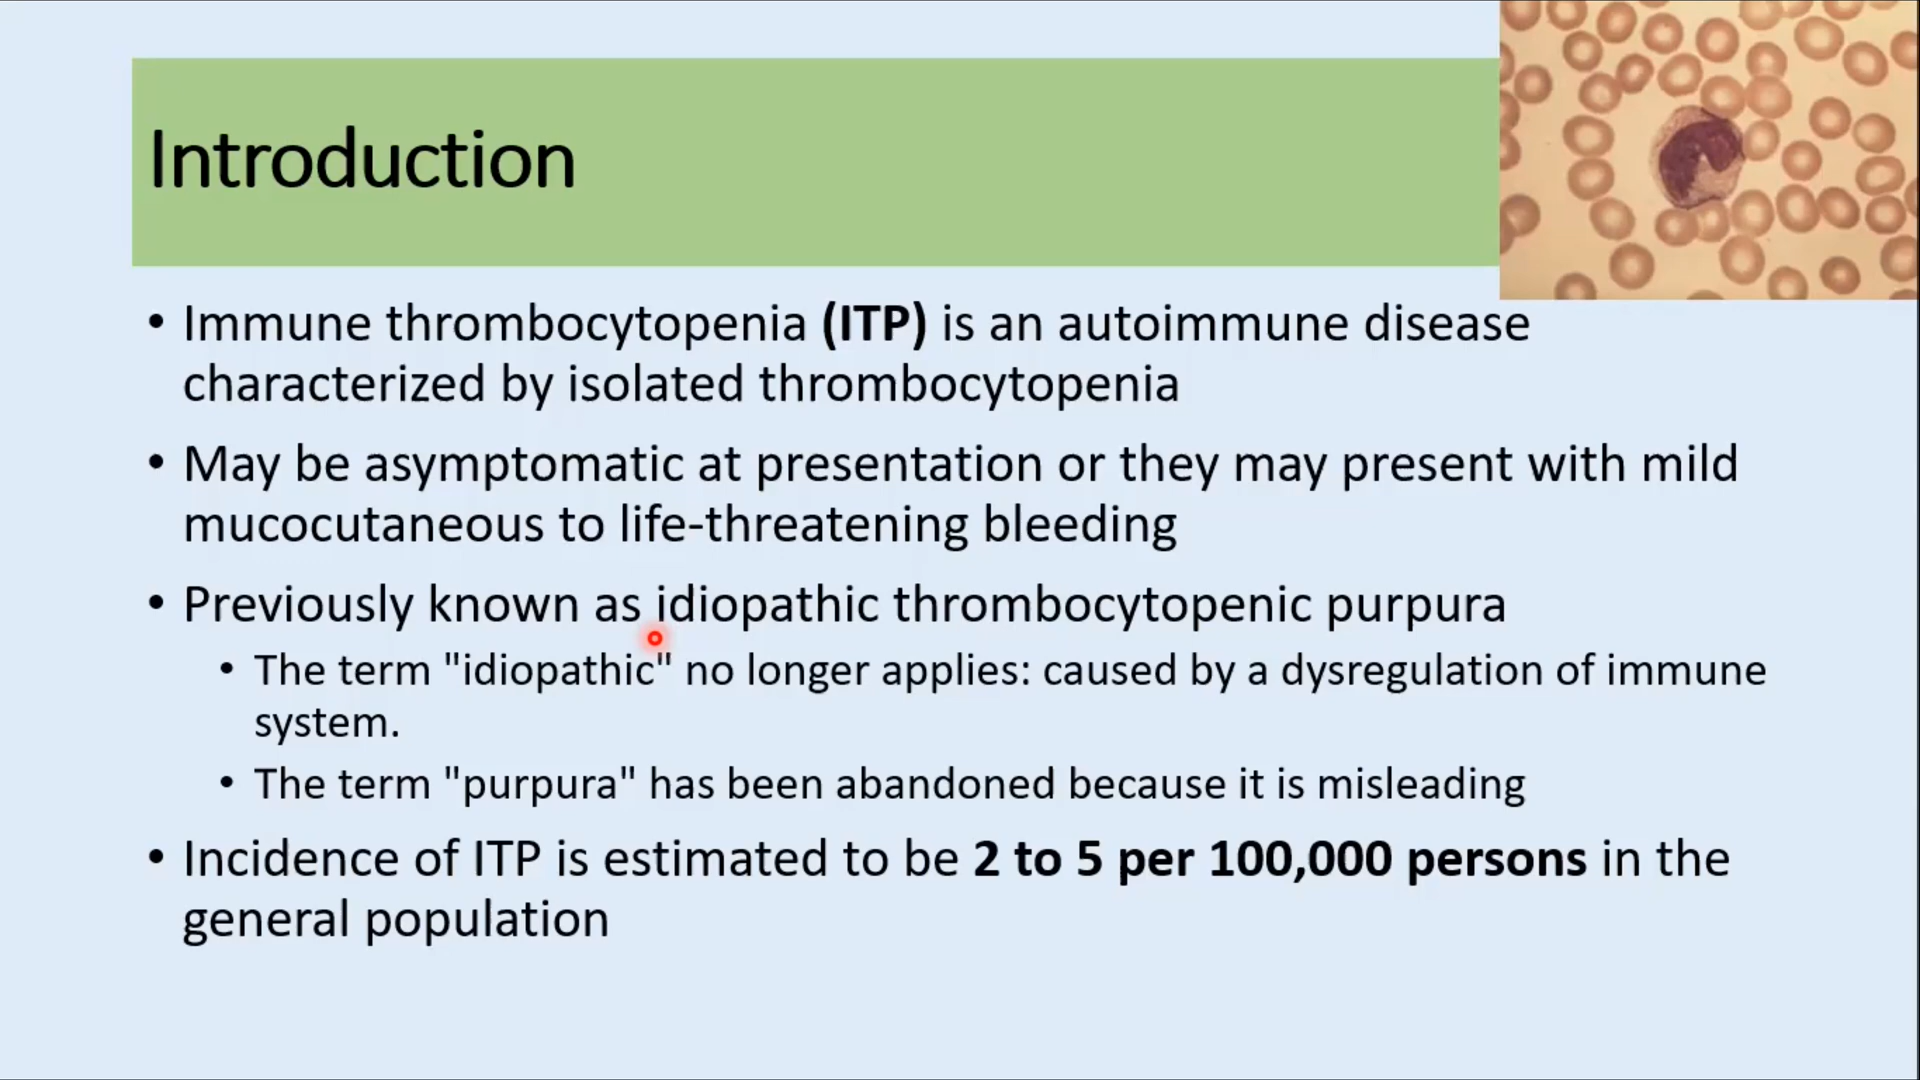 Introduction
• Immune thrombocytopenia (ITP) is an autoimmune disease
characterized by isolated thrombocytopenia
• May be asymptomatic at presentation or they may present with mild
mucocutaneous to life-threatening bleeding
• Previously known as idiopathic thrombocytopenic purpura
• The term "idiopathic" no longer applies: caused by a dysregulation of immune
system.
• The term "purpura" has been abandoned because it is misleading
• Incidence of ITP is estimated to be 2 to 5 per 100,000 persons in the
general population